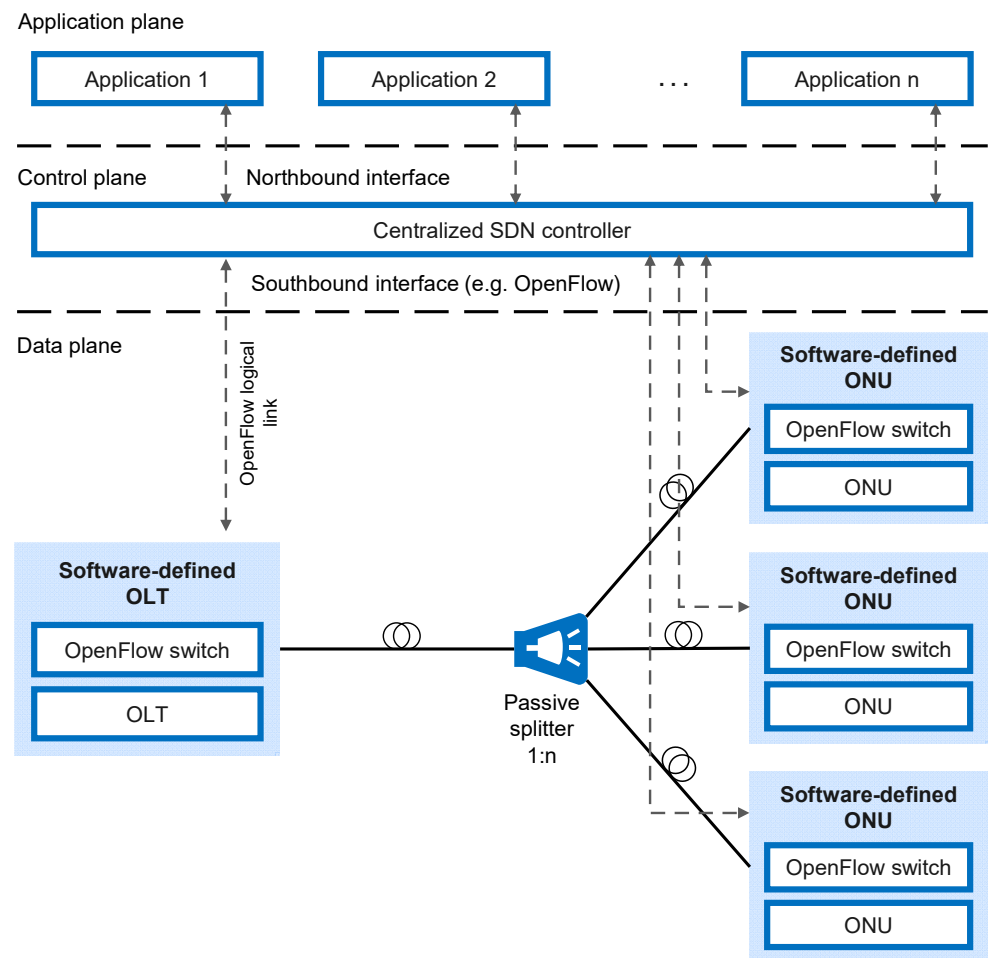 Application plane
Application 1
Application 2
...
Application n
Control plane
Northbound interface
Centralized SDN controller
Southbound interface (e.g. OpenFlow)
Data plane
OpenFlow logical
link
Software-defined
ONU
OpenFlow switch
ONU
Software-defined
OLT
OpenFlow switch
OLT
Passive
splitter
1:n
Software-defined
ONU
OpenFlow switch
ONU
Software-defined
ONU
OpenFlow switch
ONU